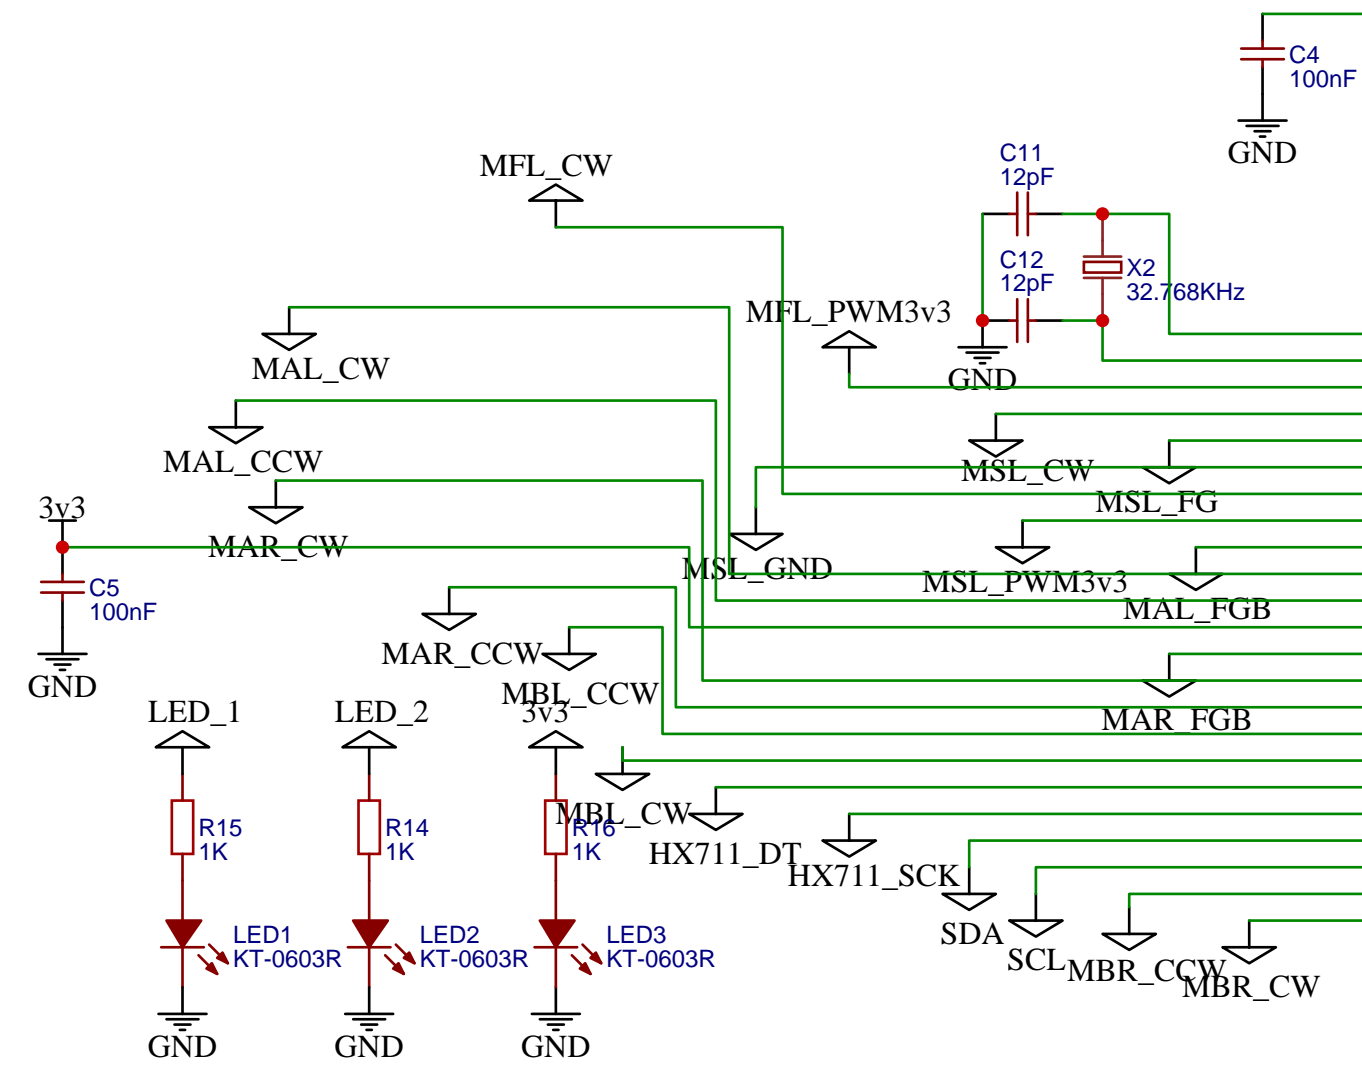 C4
100nF
GND
MFL_CW
C11
12pF
C12
12pF
X2
32.768KHz
GND
MFL_PWM3v3
MAL_CW
MAL_CCW
MSL_CW
MSL_FG
3v3
MAR_CW
MSL_GND
MSL_PWM3v3
MAL_FGB
C5
100nF
GND
MAR_CCW
MBL_CCW
MAR_FGB
LED_1
LED_2
3v3
MBL_CW
R15
1K
R14
1K
R16
1K
HX711_DT
HX711_SCK
SDA
SCL
MBR_CCW
MBR_CW
LED1
KT-0603R
LED2
KT-0603R
LED3
KT-0603R
GND
GND
GND